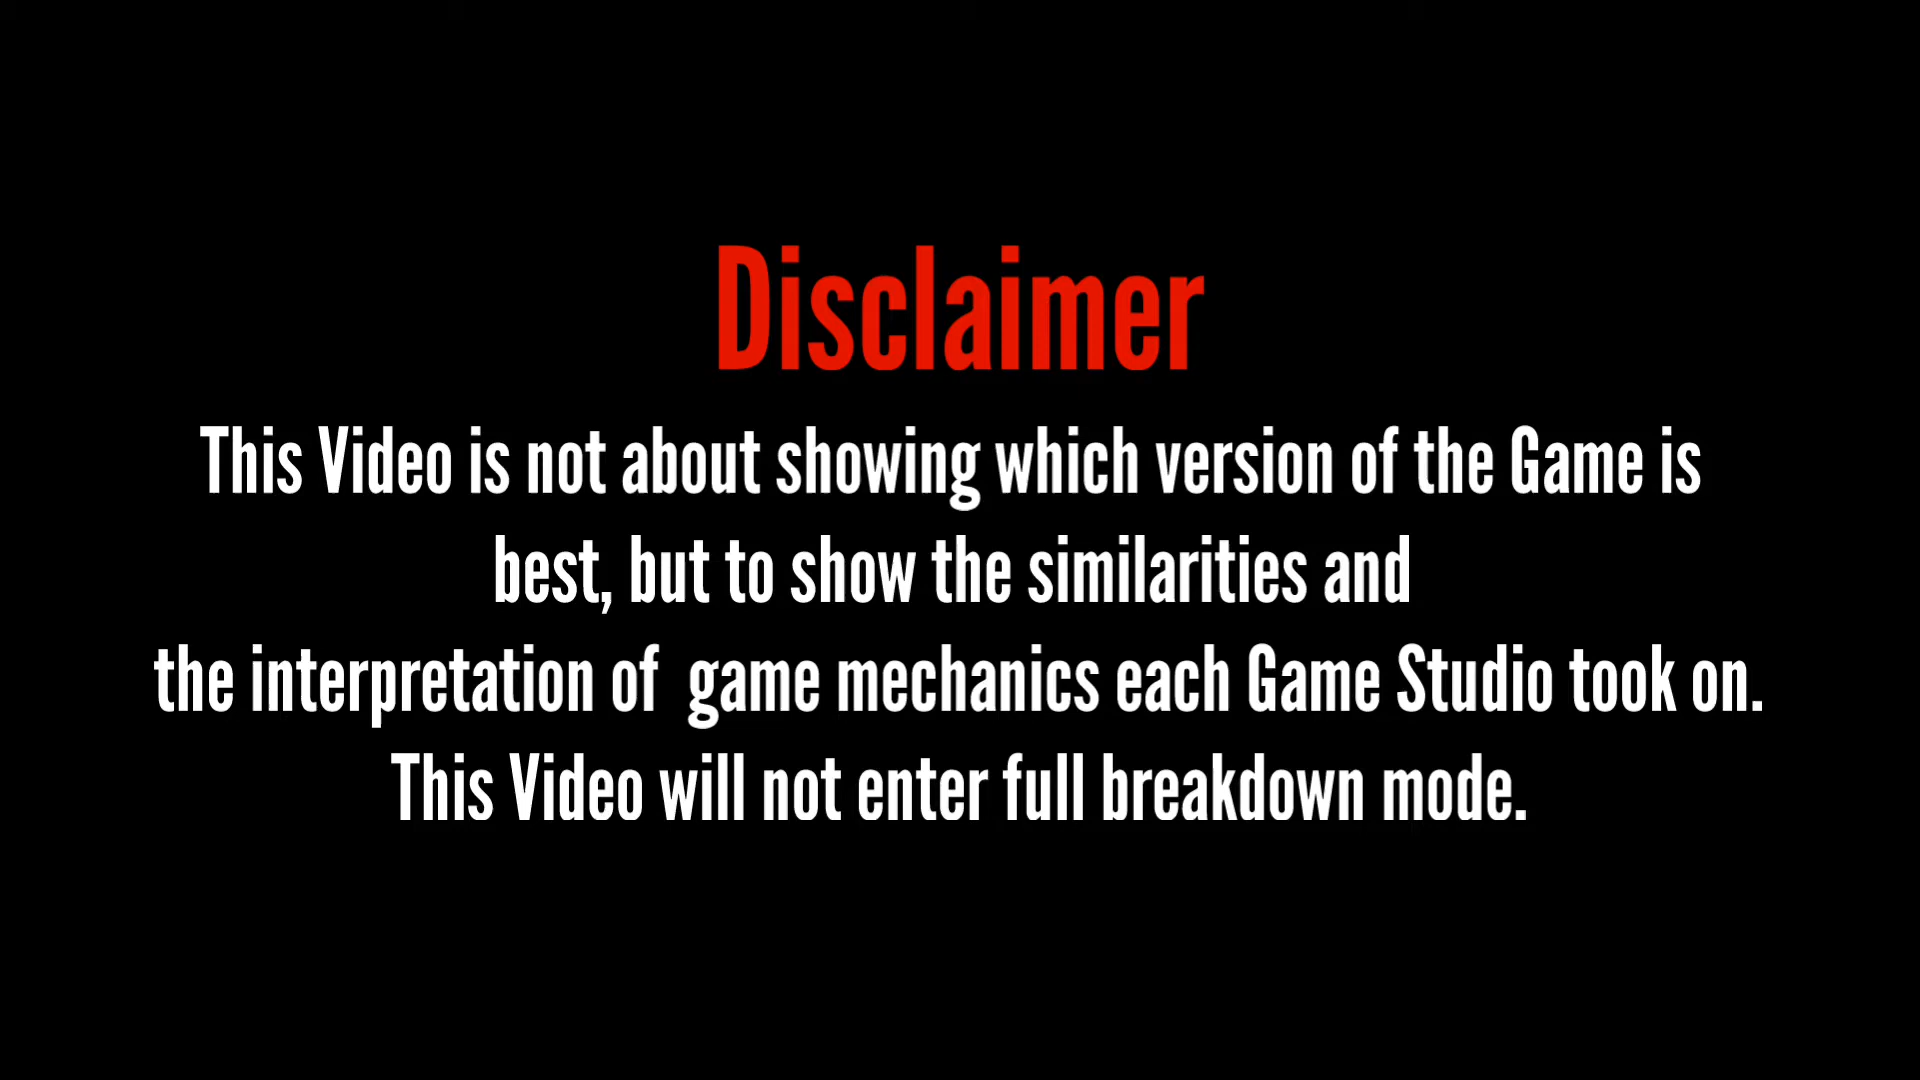 Disclaimer
This Video is not about showing which version of the Game is
best, but to show the similarities and
the interpretation of  game mechanics each Game Studio took on.
This Video will not enter full breakdown mode.